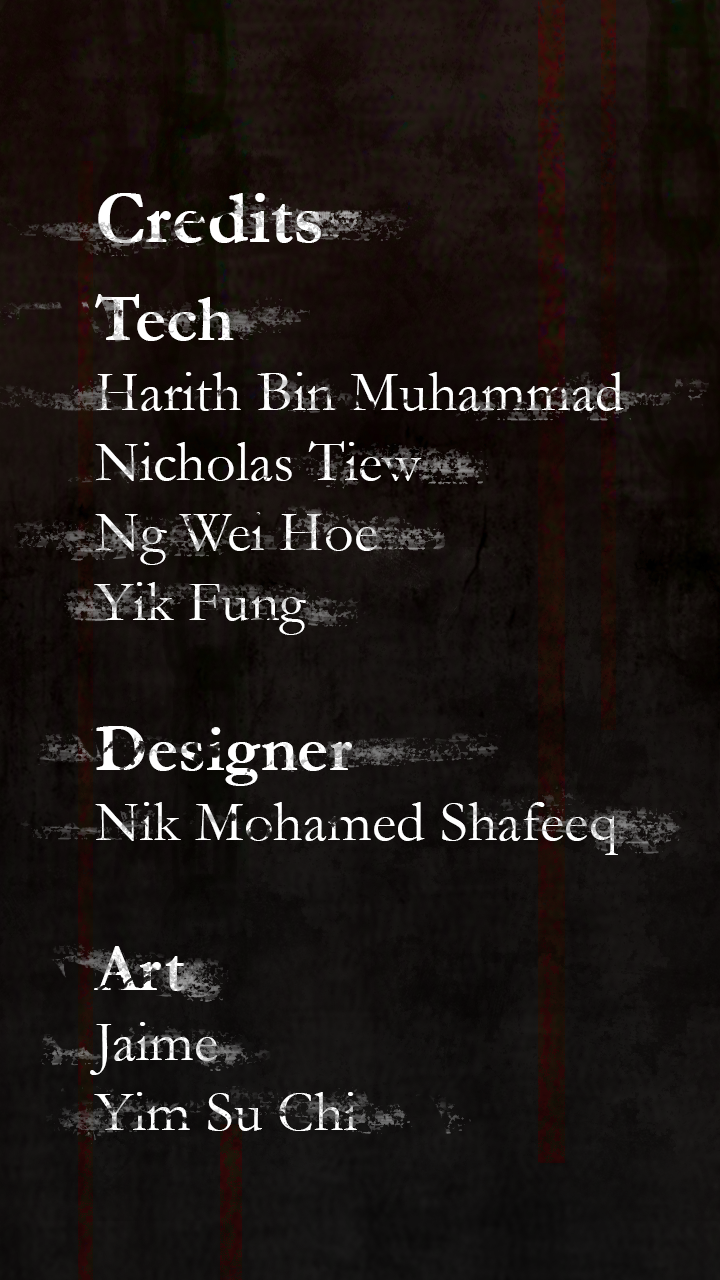 Credits
Tech
Harith Bin Muhammad
Nicholas Tiew
Ng Wei Hoe
Yik Fung
Designer
Nik Mohamed Shafeeq
Art
Jaime
Yim Su Chi